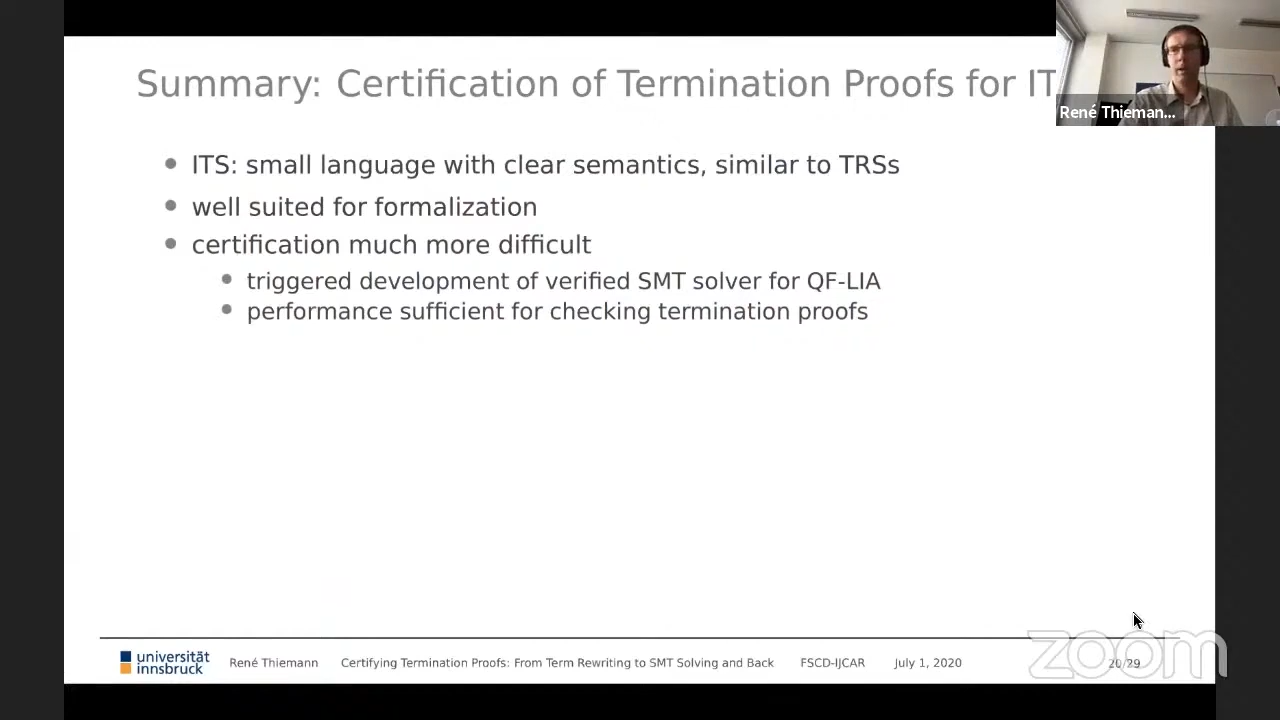 Summary: Certification of Termination Proofs for IT
René Thieman...
ITS: small language with clear semantics, similar to TRSs
well suited for formalization
certification much more difficult
triggered development of verified SMT solver for QF-LIA
performance sufficient for checking termination proofs
universität
innsbruck
René Thiemann Certifying Termination Proofs: From Term Rewriting to SMT Solving and Back FSCD-IJCAR July 1, 2020 20/29
zoom